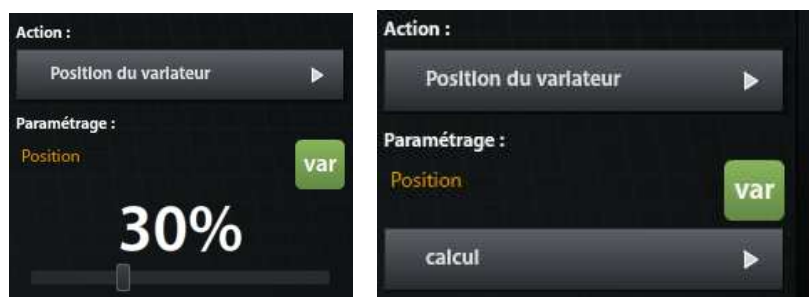 Action :
Position du variateur
Paramétrage :
Position
var
30%
Action :
Position du variateur
Paramétrage :
Position
var
calcul